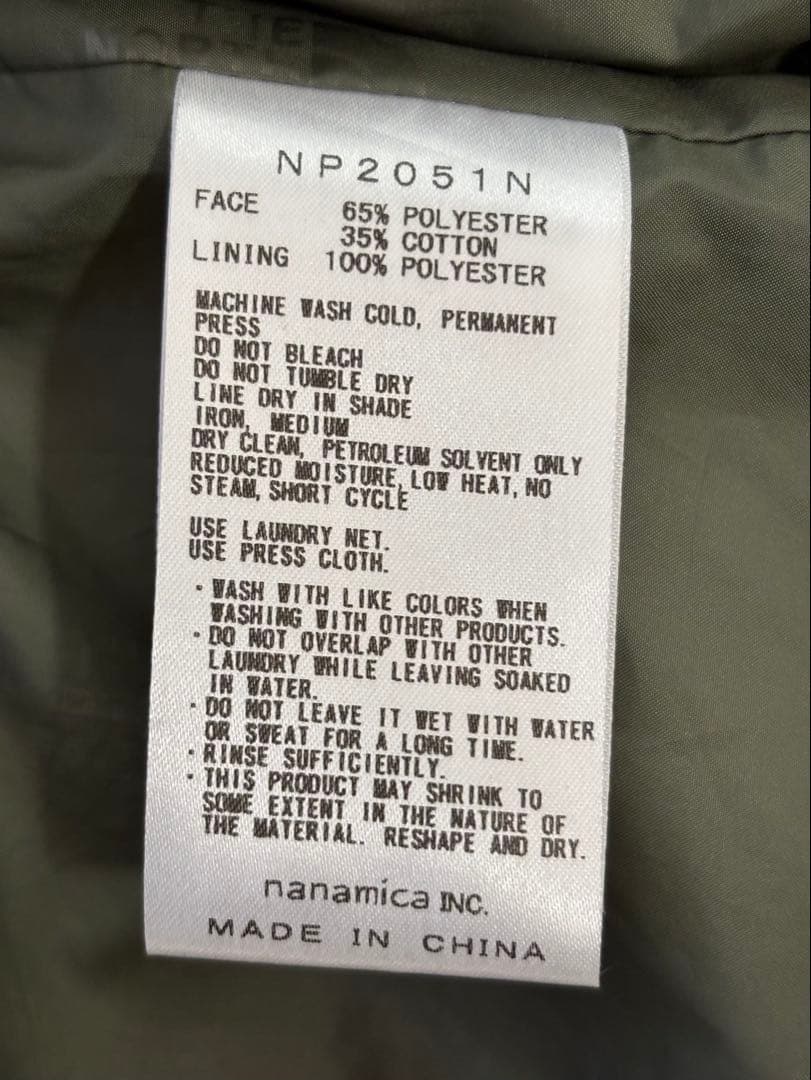 THE
NORTH
NP2051N
FACE 65% POLYESTER
35% COTTON
LINING 100% POLYESTER
MACHINE WASH COLD, PERMANENT
PRESS
DO NOT BLEACH
DO NOT TUMBLE DRY
LINE DRY IN SHADE
IRON, MEDIUM
DRY CLEAN, PETROLEUM SOLVENT ONLY
REDUCED MOISTURE, LOW HEAT, NO
STEAM, SHORT CYCLE
USE LAUNDRY NET.
USE PRESS CLOTH.
・WASH WITH LIKE COLORS WHEN
WASHING WITH OTHER PRODUCTS.
・DO NOT OVERLAP WITH OTHER
LAUNDRY WHILE LEAVING SOAKED
IN WATER.
・DO NOT LEAVE IT WET WITH WATER
OR SWEAT FOR A LONG TIME.
・RINSE SUFFICIENTLY.
・THIS PRODUCT MAY SHRINK TO
SOME EXTENT IN THE NATURE OF
THE MATERIAL. RESHAPE AND DRY.
nanamica INC.
MADE IN CHINA